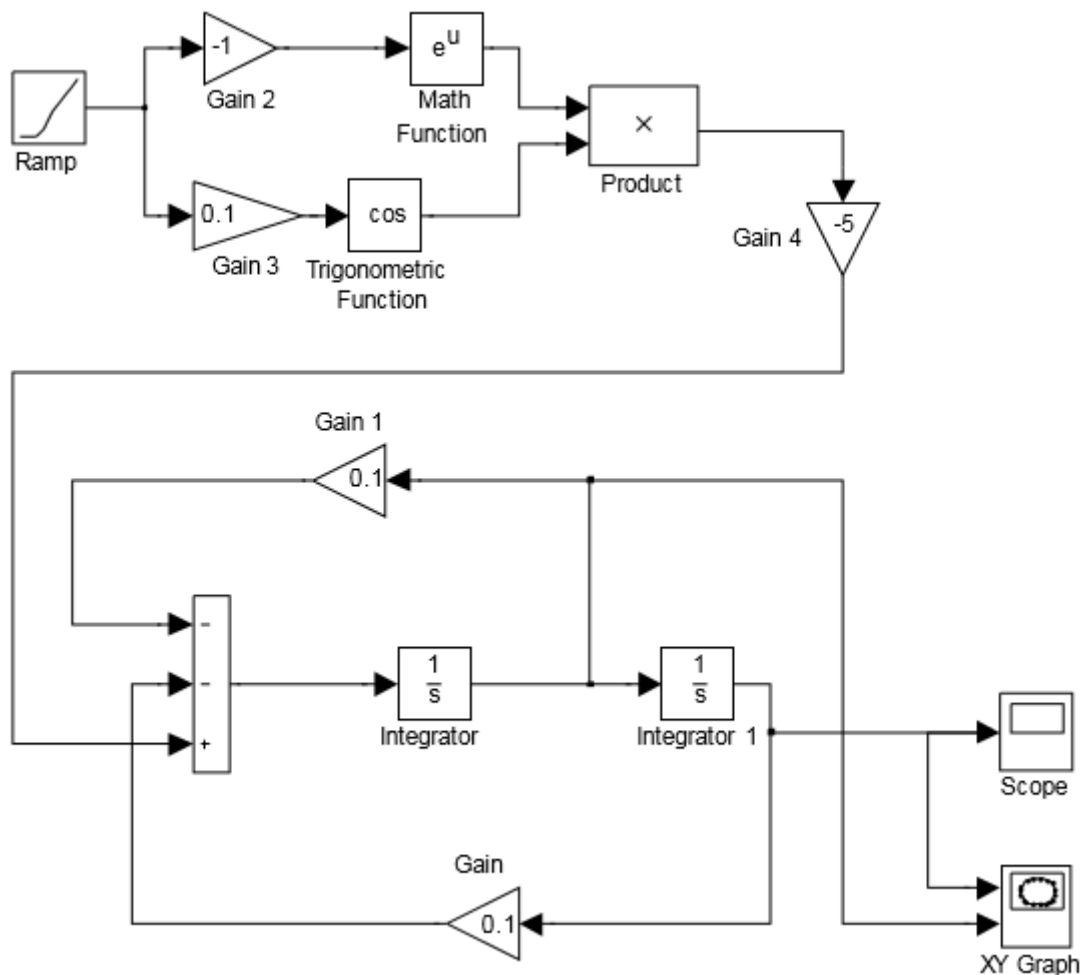 -1
e^u
Gain 2
Math
Function
Ramp
×
Product
0.1
cos
Gain 3
Trigonometric
Function
Gain 4
-5
Gain 1
0.1
-
-
+
1
s
Integrator
1
s
Integrator 1
Scope
Gain
0.1
XY Graph